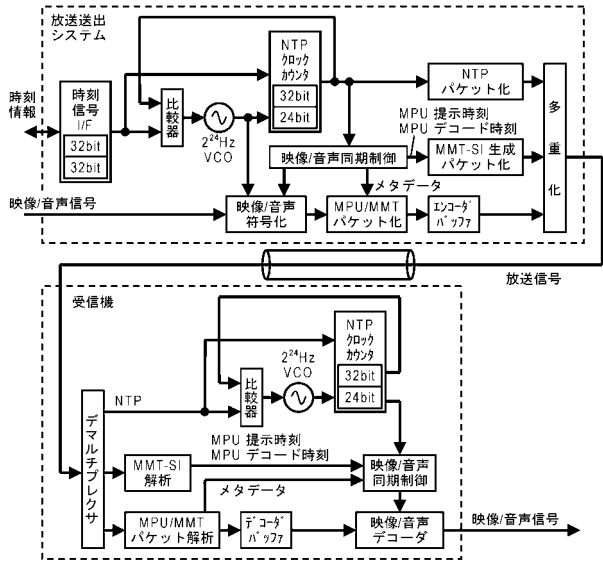 放送送出
システム
時刻
情報
時刻
信号
I/F
32bit
32bit
比較器
2²⁴Hz
VCO
NTP
クロック
カウンタ
32bit
24bit
NTP
パケット化
MPU 提示時刻
MPU デコード時刻
映像/音声同期制御
MMT-SI 生成
パケット化
メタデータ
映像/音声信号
映像/音声
符号化
MPU/MMT
パケット化
エンコーダ
バッファ
多重化
放送信号
受信機
デマルチプレクサ
NTP
比較器
2²⁴Hz
VCO
NTP
クロック
カウンタ
32bit
24bit
MPU 提示時刻
MPU デコード時刻
MMT-SI
解析
メタデータ
映像/音声
同期制御
MPU/MMT
パケット解析
デコーダ
バッファ
映像/音声
デコーダ
映像/音声信号